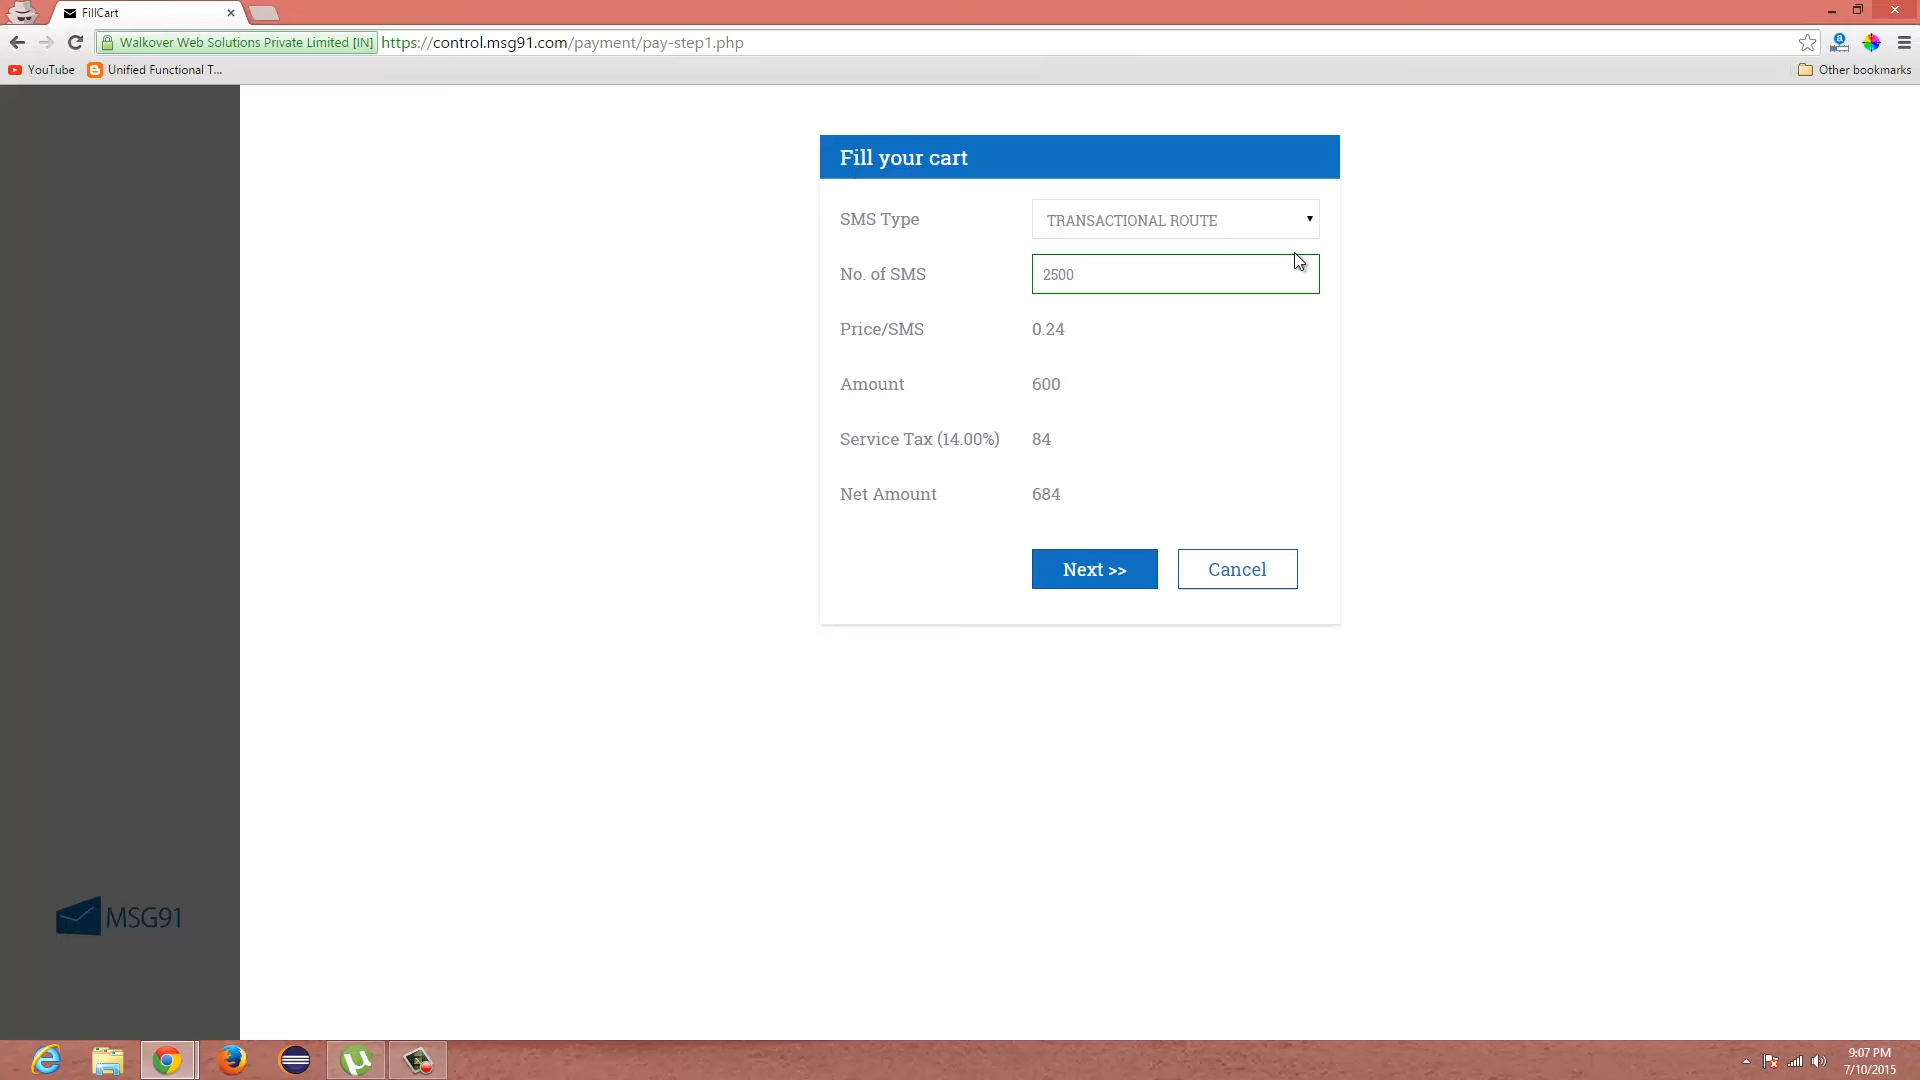 FillCart
Walkover Web Solutions Private Limited [IN] https://control.msg91.com/payment/pay-step1.php
YouTube Unified Functional T... Other bookmarks
Fill your cart
SMS Type TRANSACTIONAL ROUTE
No. of SMS 2500
Price/SMS 0.24
Amount 600
Service Tax (14.00%) 84
Net Amount 684
Next >> Cancel
MSG91
9:07 PM
7/10/2015